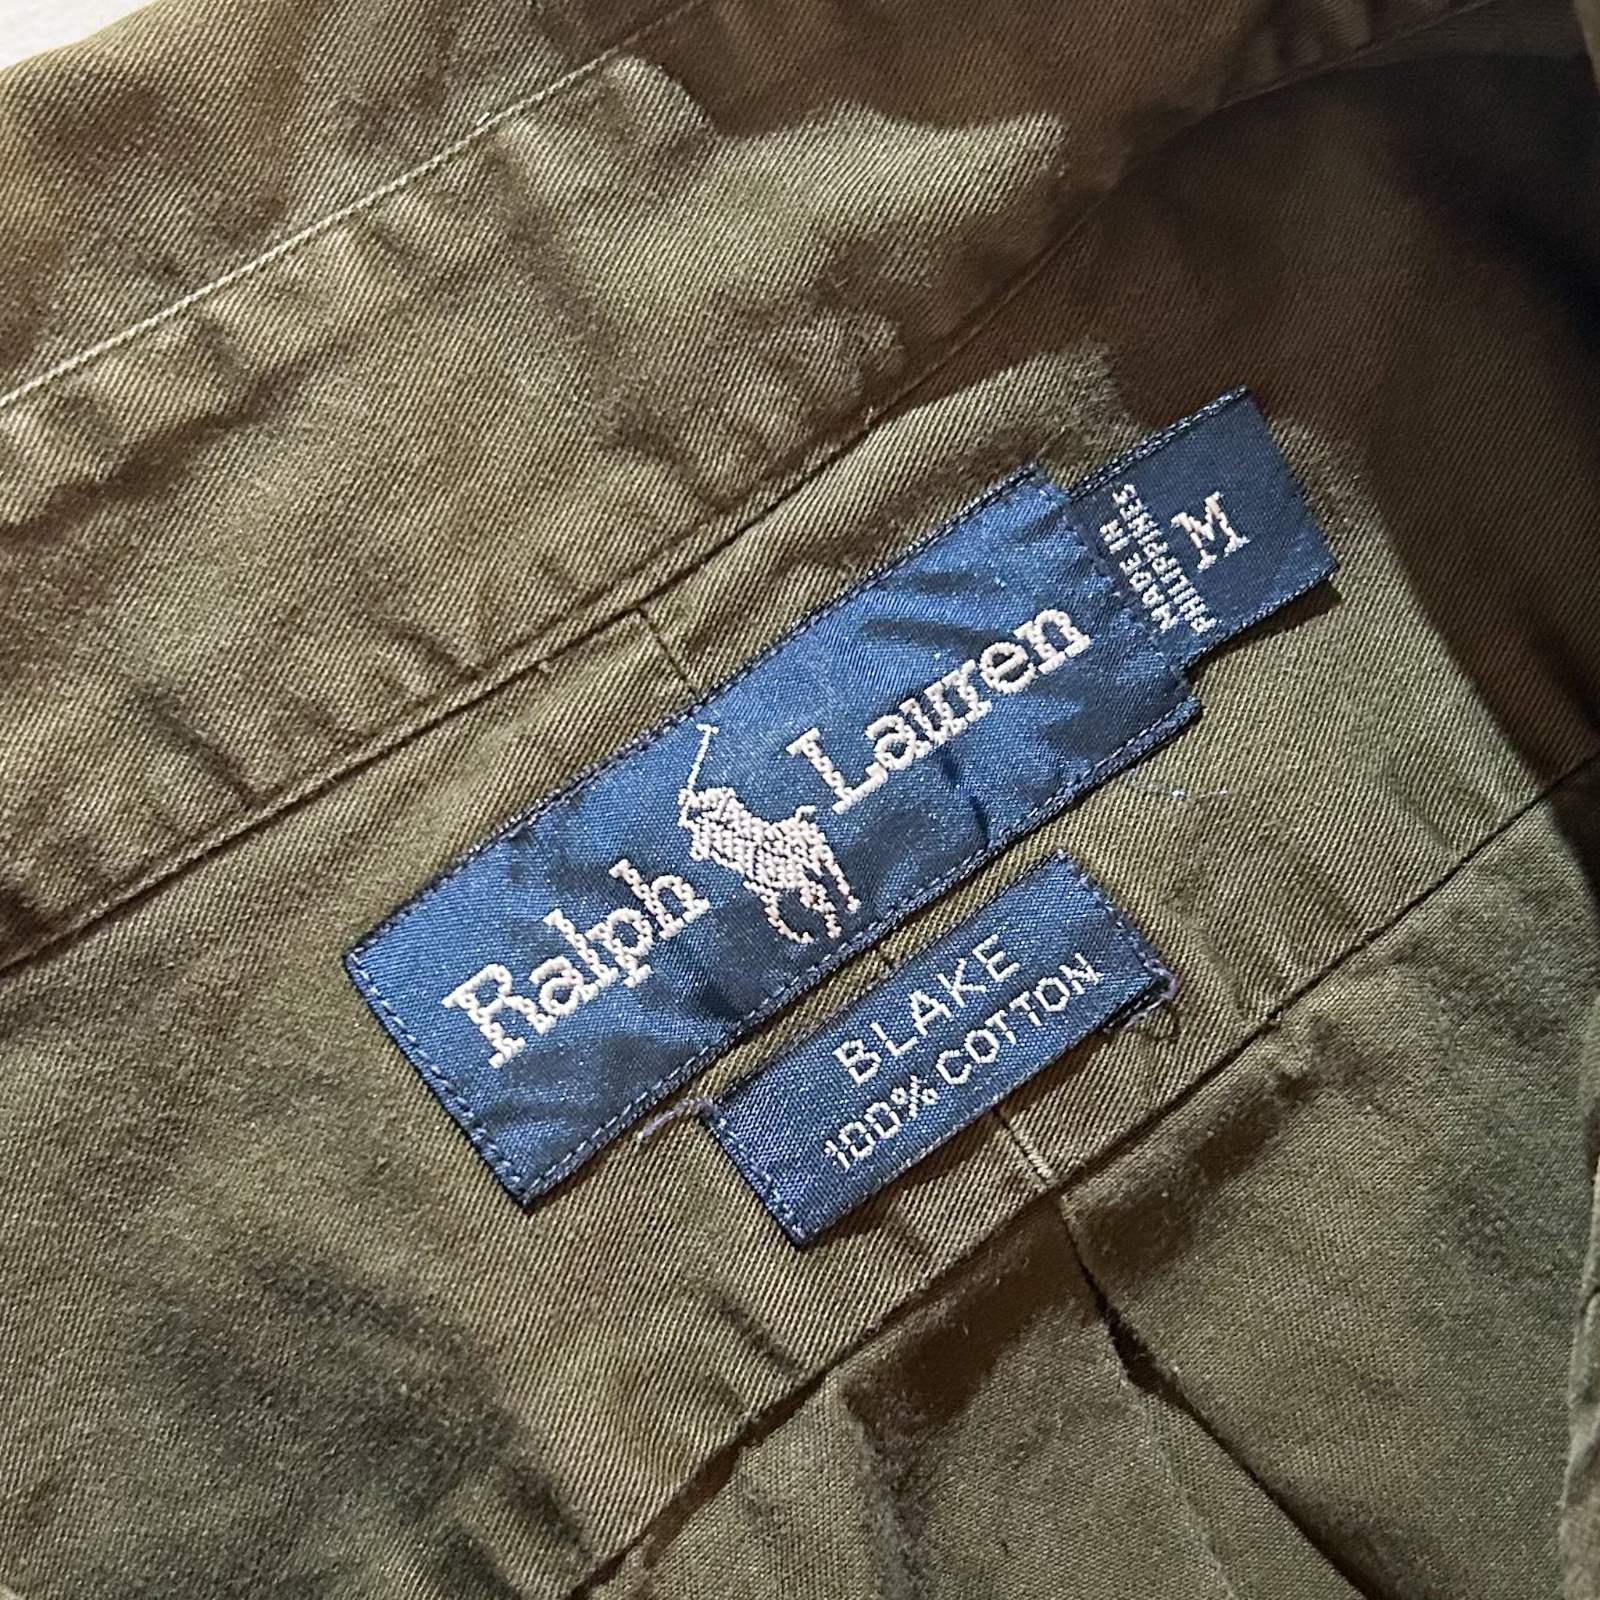 Ralph Lauren
MADE IN
PHILIPPINES
M
BLAKE
100% COTTON